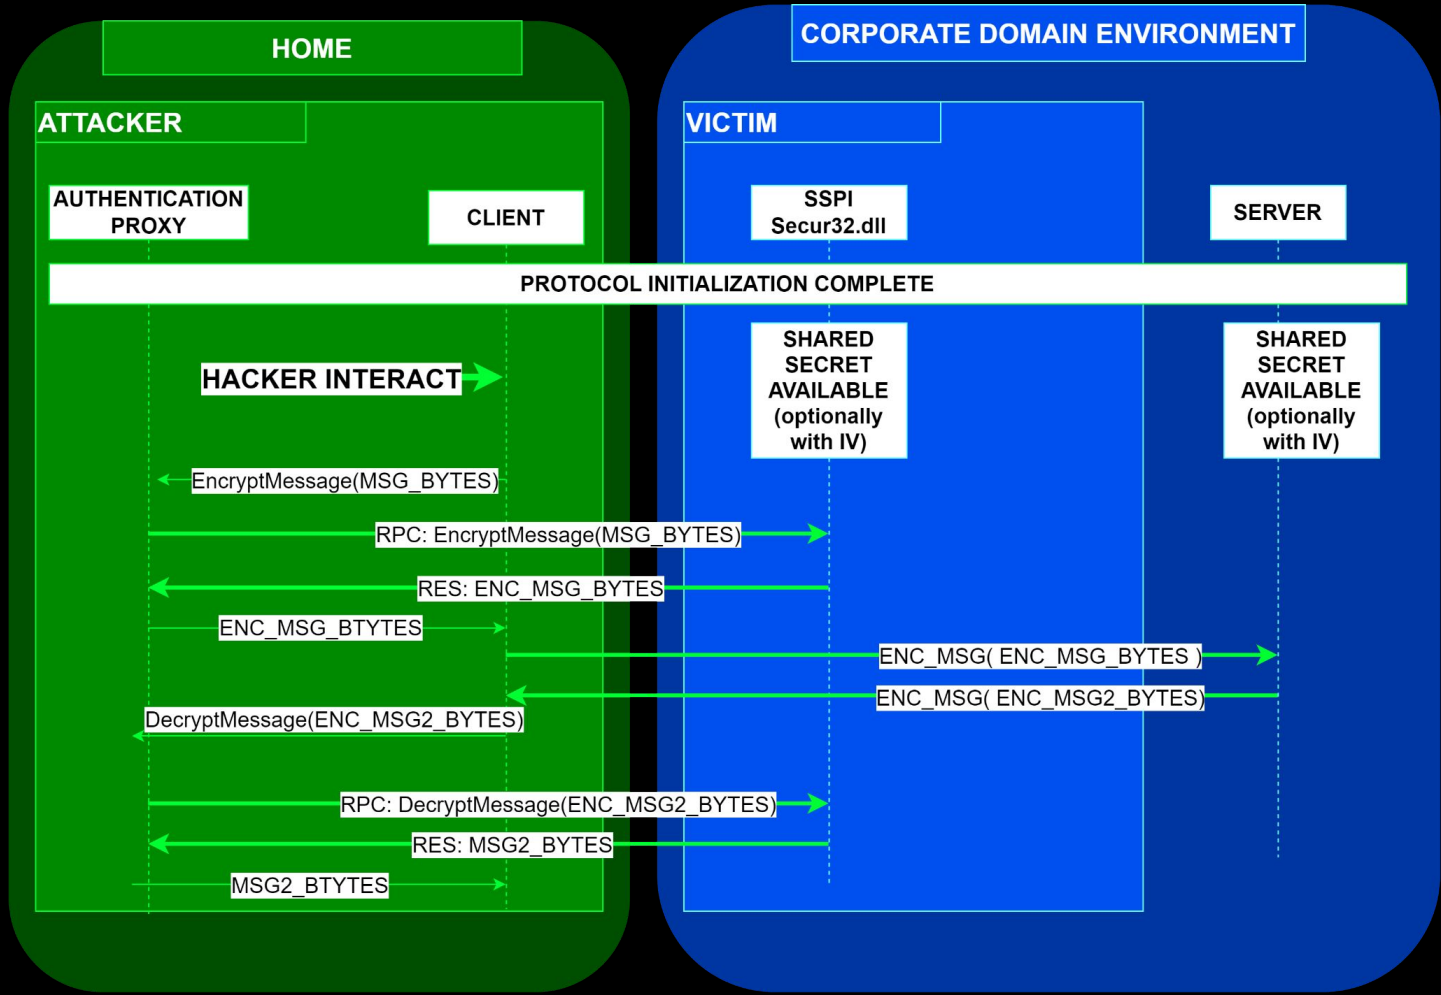 HOME
CORPORATE DOMAIN ENVIRONMENT
ATTACKER
VICTIM
AUTHENTICATION
PROXY
CLIENT
SSPI
Secur32.dll
SERVER
PROTOCOL INITIALIZATION COMPLETE
HACKER INTERACT
SHARED
SECRET
AVAILABLE
(optionally
with IV)
SHARED
SECRET
AVAILABLE
(optionally
with IV)
EncryptMessage(MSG_BYTES)
RPC: EncryptMessage(MSG_BYTES)
RES: ENC_MSG_BYTES
ENC_MSG_BTYTES
ENC_MSG( ENC_MSG_BYTES )
ENC_MSG( ENC_MSG2_BYTES)
DecryptMessage(ENC_MSG2_BYTES)
RPC: DecryptMessage(ENC_MSG2_BYTES)
RES: MSG2_BYTES
MSG2_BTYTES